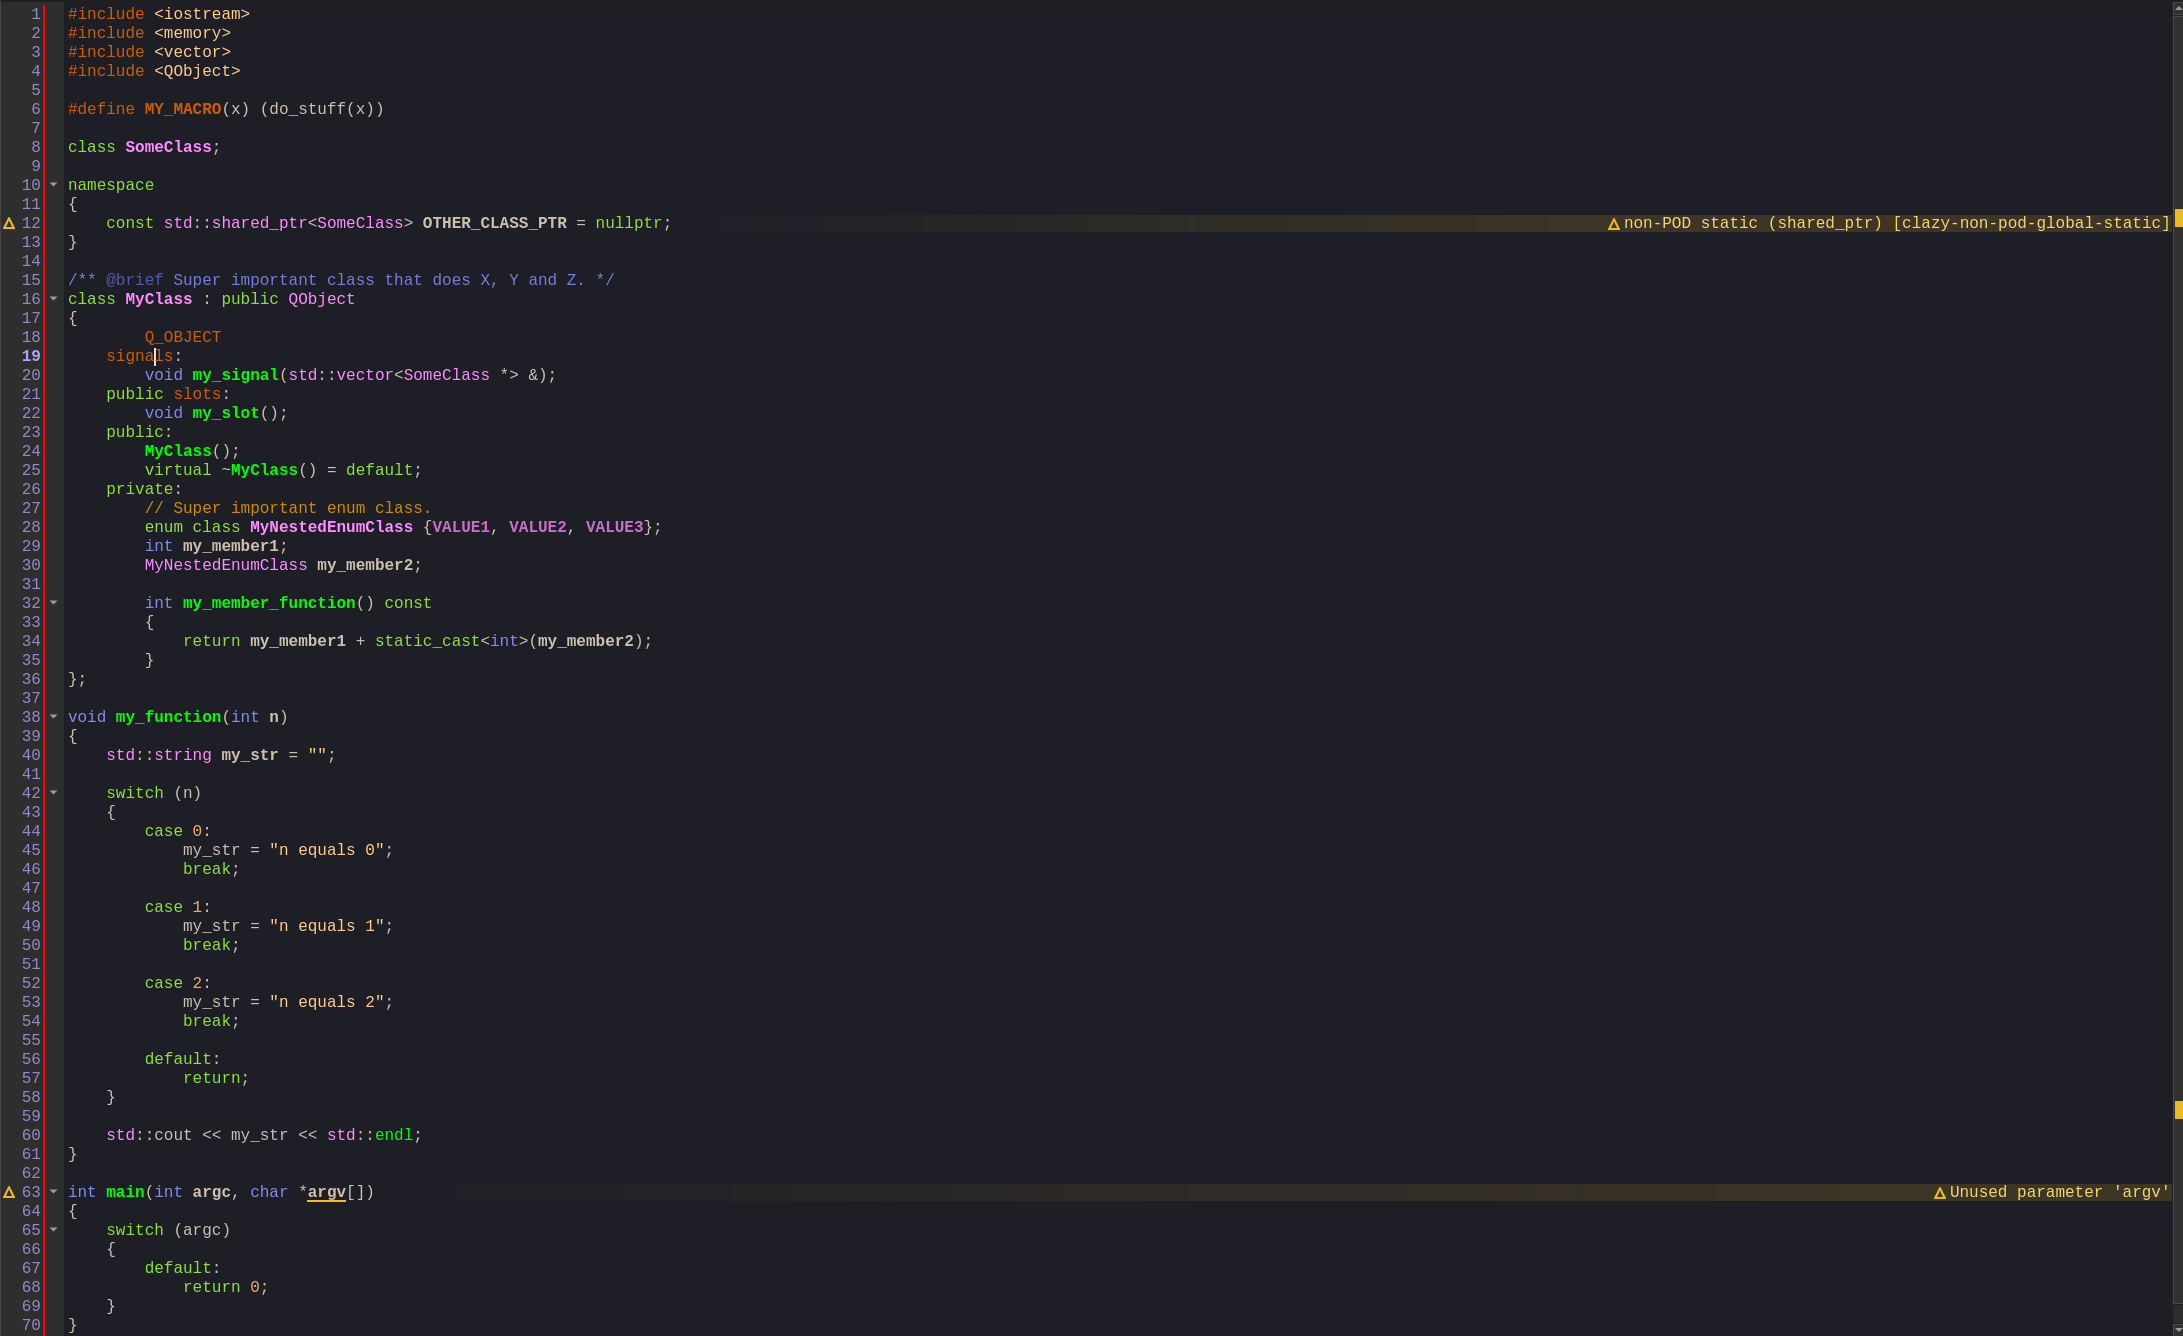 1 #include <iostream>
2 #include <memory>
3 #include <vector>
4 #include <QObject>
5
6 #define MY_MACRO(x) (do_stuff(x))
7
8 class SomeClass;
9
10 namespace
11 {
12     const std::shared_ptr<SomeClass> OTHER_CLASS_PTR = nullptr; non-POD static (shared_ptr) [clazy-non-pod-global-static]
13 }
14
15 /** @brief Super important class that does X, Y and Z. */
16 class MyClass : public QObject
17 {
18         Q_OBJECT
19     signals:
20         void my_signal(std::vector<SomeClass *> &);
21     public slots:
22         void my_slot();
23     public:
24         MyClass();
25         virtual ~MyClass() = default;
26     private:
27         // Super important enum class.
28         enum class MyNestedEnumClass {VALUE1, VALUE2, VALUE3};
29         int my_member1;
30         MyNestedEnumClass my_member2;
31
32         int my_member_function() const
33         {
34             return my_member1 + static_cast<int>(my_member2);
35         }
36 };
37
38 void my_function(int n)
39 {
40     std::string my_str = "";
41
42     switch (n)
43     {
44         case 0:
45             my_str = "n equals 0";
46             break;
47
48         case 1:
49             my_str = "n equals 1";
50             break;
51
52         case 2:
53             my_str = "n equals 2";
54             break;
55
56         default:
57             return;
58     }
59
60     std::cout << my_str << std::endl;
61 }
62
63 int main(int argc, char *argv[]) Unused parameter 'argv'
64 {
65     switch (argc)
66     {
67         default:
68             return 0;
69     }
70 }